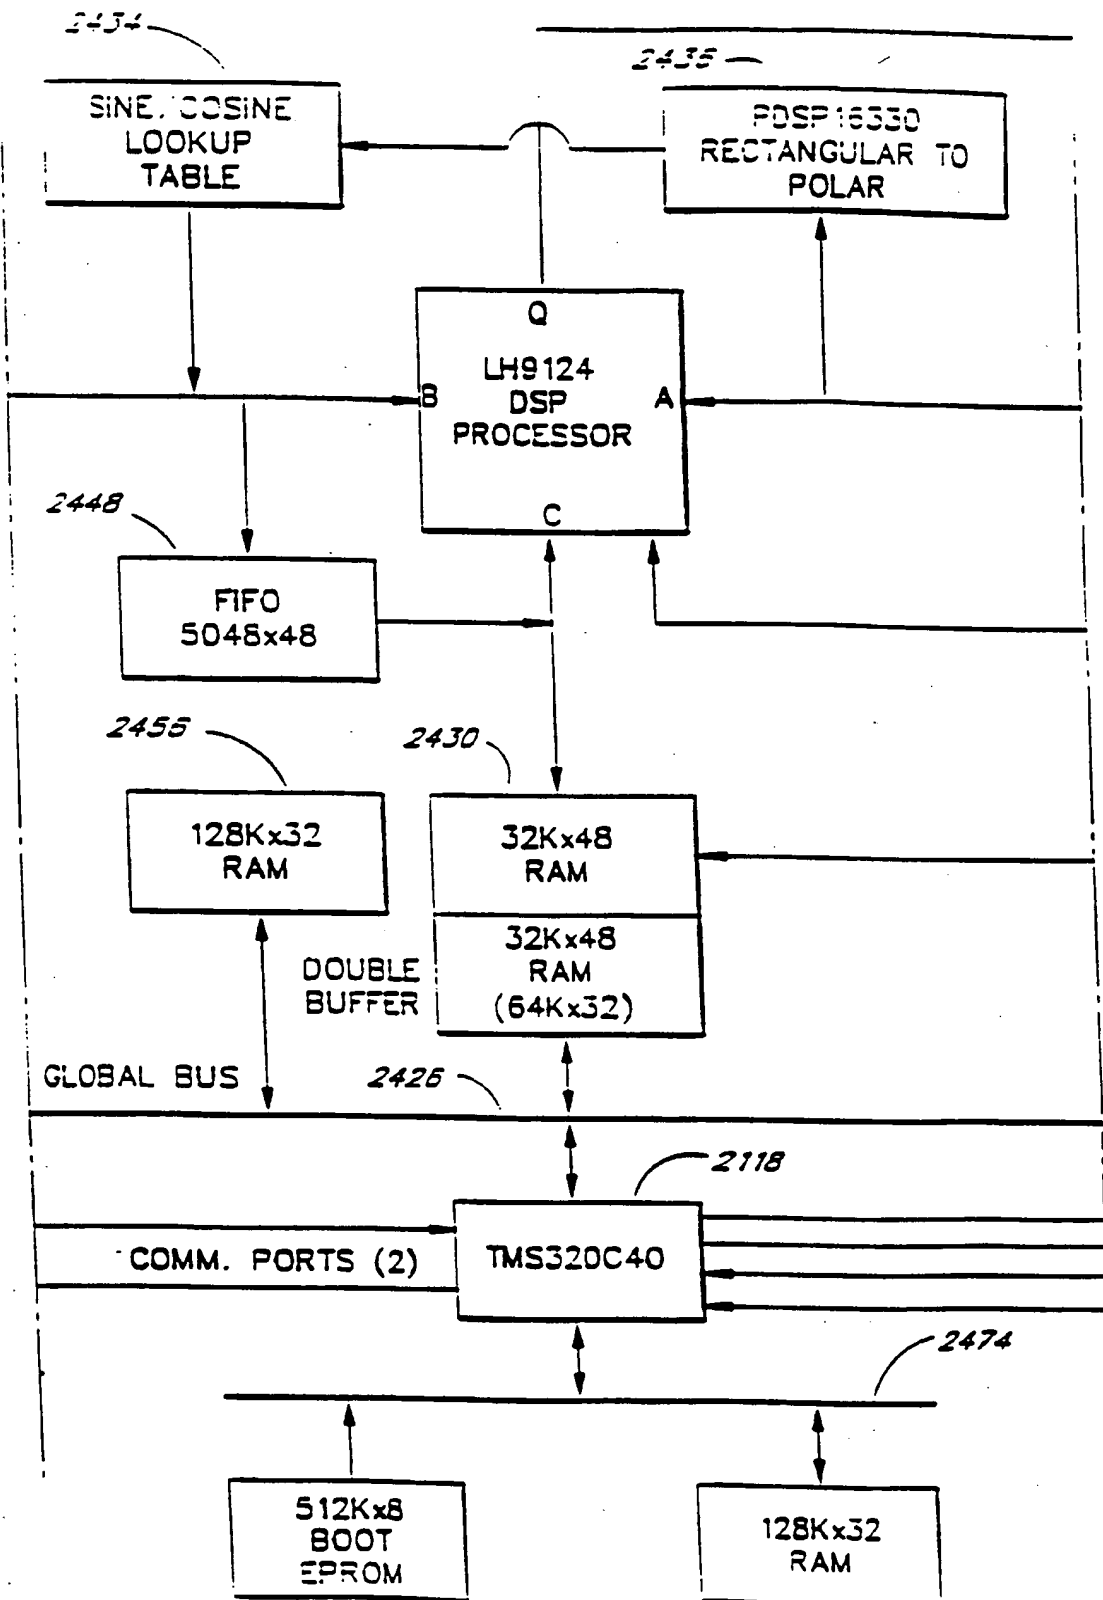 2434
2436
SINE/COSINE
LOOKUP
TABLE
PDSP16330
RECTANGULAR TO
POLAR
Q
LH9124
DSP
PROCESSOR
B
A
C
2448
FIFO
5048x48
2456
2430
128Kx32
RAM
32Kx48
RAM
32Kx48
RAM
(64Kx32)
DOUBLE
BUFFER
GLOBAL BUS
2426
2118
COMM. PORTS (2)
TMS320C40
2474
512Kx8
BOOT
EPROM
128Kx32
RAM